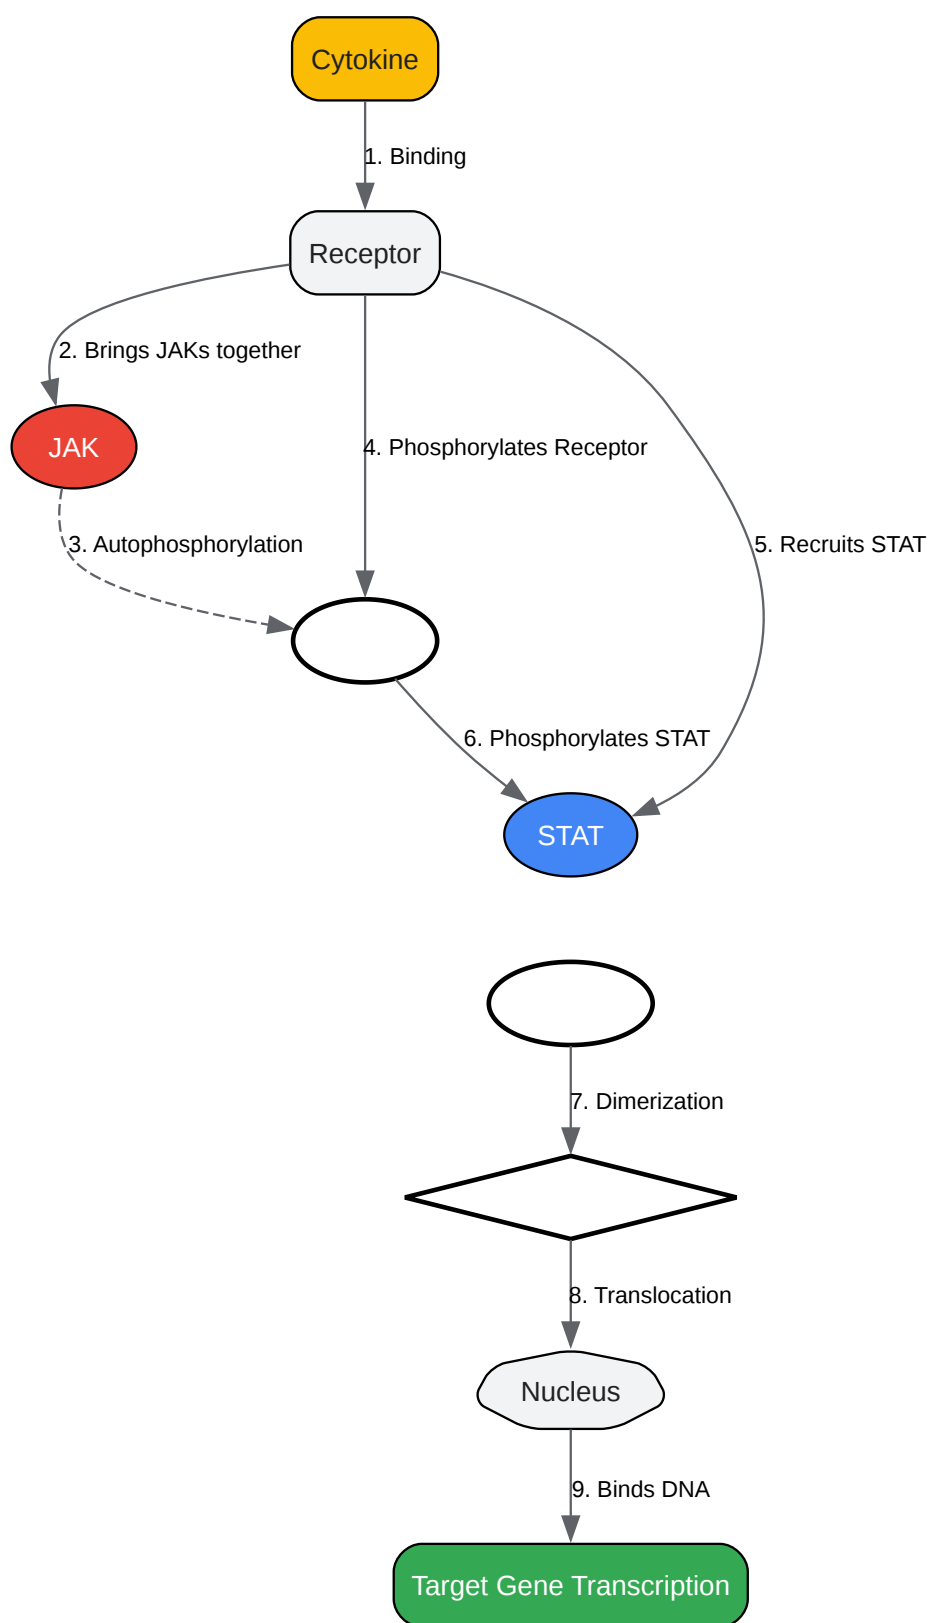 Cytokine
1. Binding
Receptor
2. Brings JAKs together
JAK
4. Phosphorylates Receptor
3. Autophosphorylation
5. Recruits STAT
6. Phosphorylates STAT
STAT
7. Dimerization
8. Translocation
Nucleus
9. Binds DNA
Target Gene Transcription